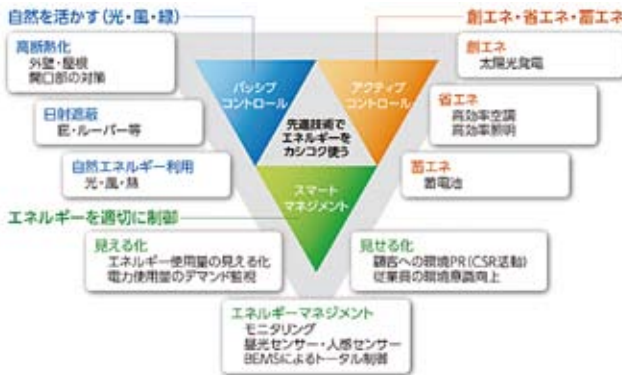 自然を活かす(光・風・緑)
創エネ・省エネ・蓄エネ
高断熱化
外壁・屋根
開口部の対策
日射遮蔽
庇・ルーバー等
自然エネルギー利用
光・風・熱
パッシブ
コントロール
アクティブ
コントロール
先進技術で
エネルギーを
カシコク使う
スマート
マネジメント
創エネ
太陽光発電
省エネ
高効率空調
高効率照明
蓄エネ
蓄電池
エネルギーを適切に制御
見える化
エネルギー使用量の見える化
電力使用量のデマンド監視
見せる化
顧客への環境PR(CSR活動)
従業員の環境意識向上
エネルギーマネジメント
モニタリング
昼光センサー・人感センサー
BEMSによるトータル制御